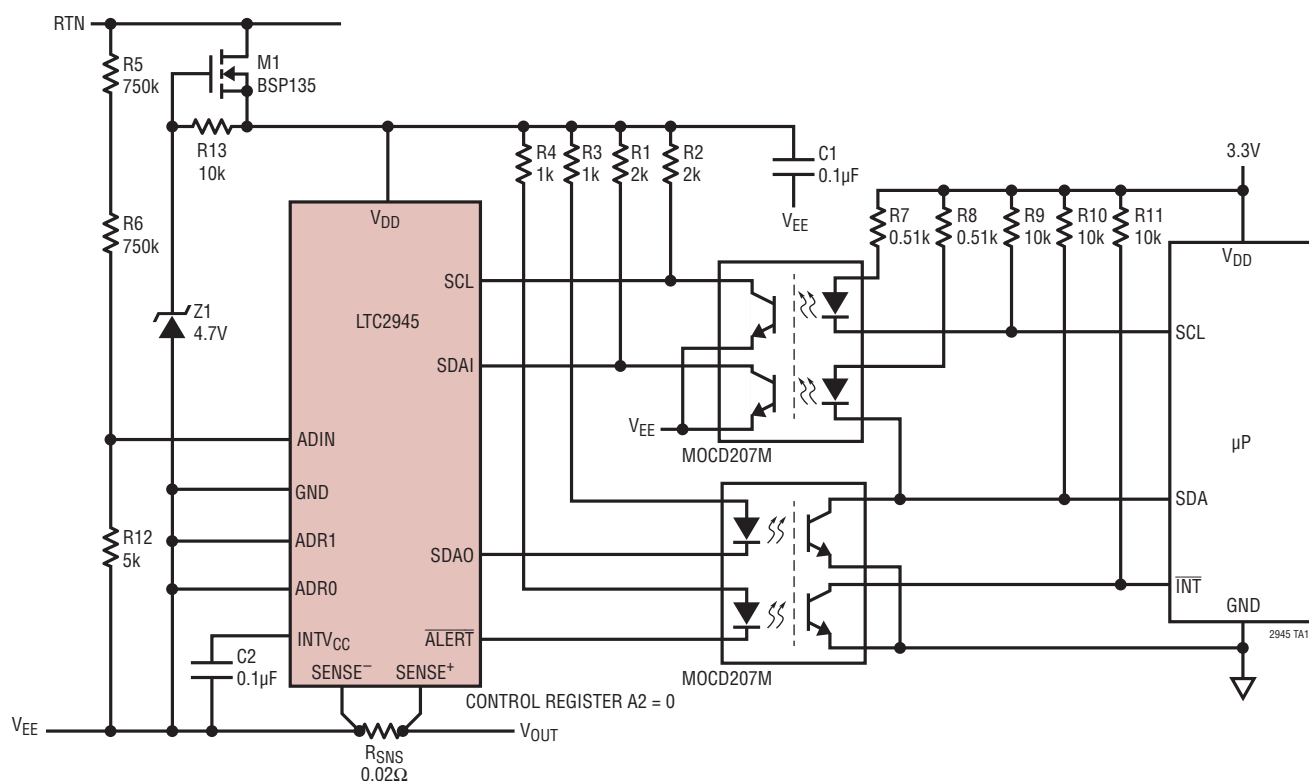 RTN
R5
750k
M1
BSP135
R13
10k
R4
1k
R3
1k
R1
2k
R2
2k
C1
0.1µF
VEE
3.3V
R6
750k
VDD
R7
0.51k
R8
0.51k
R9
10k
R10
10k
R11
10k
VDD
SCL
LTC2945
Z1
4.7V
SCL
SDAI
VEE
MOCD207M
µP
ADIN
GND
SDA
R12
5k
ADR1
SDAO
ADR0
INT
GND
INTVCC
ALERT
2945 TA1
C2
0.1µF
SENSE– SENSE+
MOCD207M
CONTROL REGISTER A2 = 0
VEE
VOUT
RSNS
0.02Ω